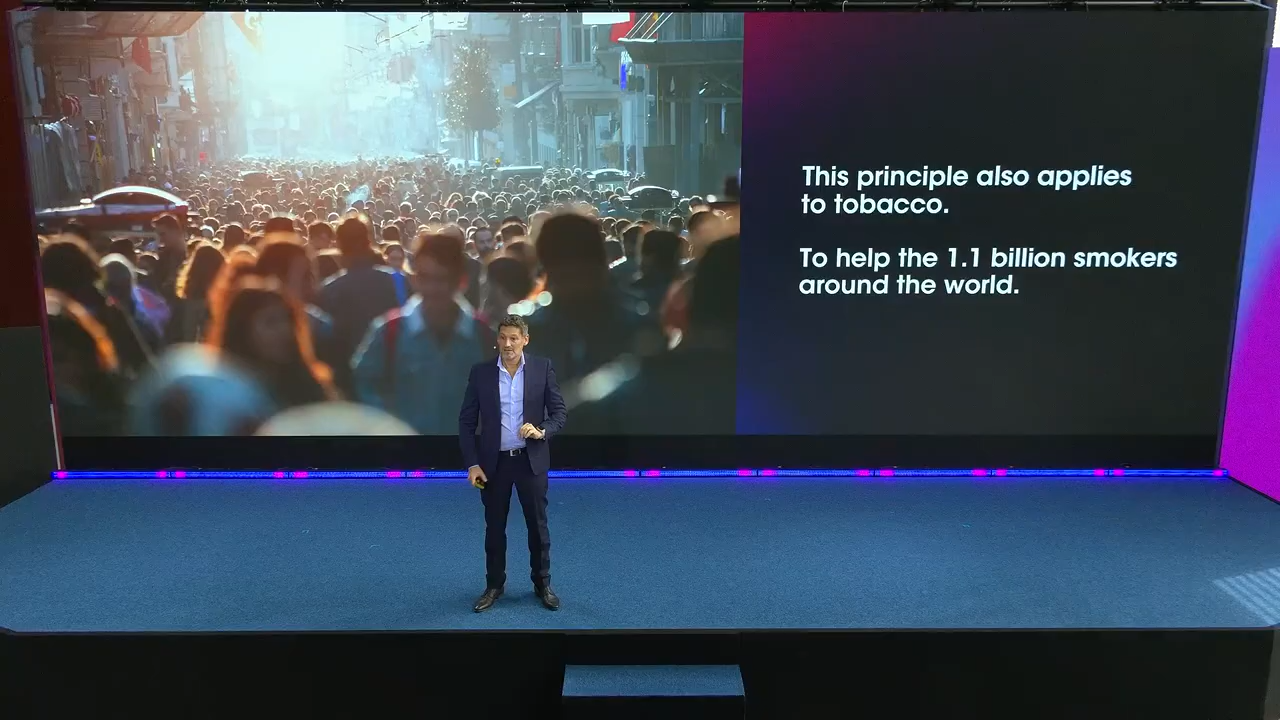 This principle also applies
to tobacco.
To help the 1.1 billion smokers
around the world.